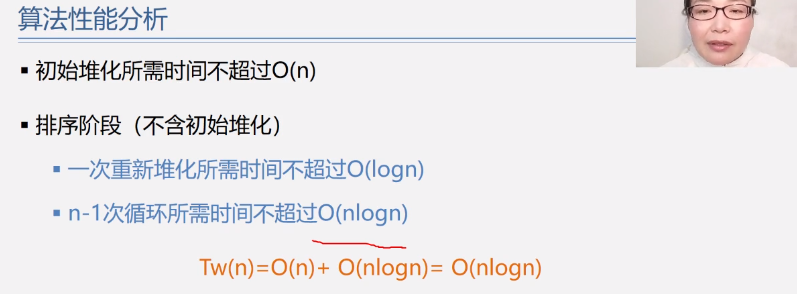 算法性能分析
▪ 初始堆化所需时间不超过O(n)
▪ 排序阶段（不含初始堆化）
▪ 一次重新堆化所需时间不超过O(logn)
▪ n-1次循环所需时间不超过O(nlogn)
Tw(n)=O(n)+ O(nlogn)= O(nlogn)